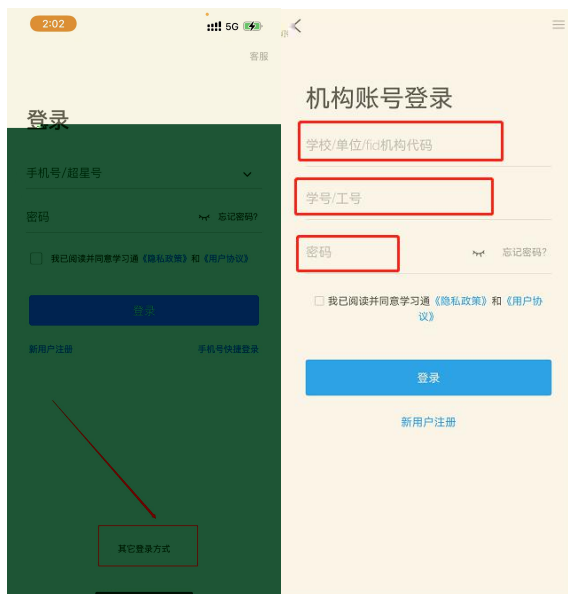 2:02
5G
客服
登录
手机号/超星号
密码
忘记密码?
我已阅读并同意学习通《隐私政策》和《用户协议》
登录
新用户注册
手机号快捷登录
其它登录方式
机构账号登录
学校/单位/fid机构代码
学号/工号
密码
忘记密码?
我已阅读并同意学习通《隐私政策》和《用户协
议》
登录
新用户注册